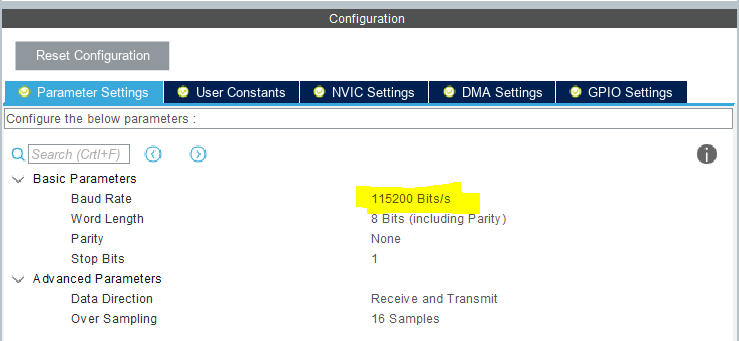 Configuration
Reset Configuration
Parameter Settings User Constants NVIC Settings DMA Settings GPIO Settings
Configure the below parameters :
Search (Crtl+F)
Basic Parameters
Baud Rate 115200 Bits/s
Word Length 8 Bits (including Parity)
Parity None
Stop Bits 1
Advanced Parameters
Data Direction Receive and Transmit
Over Sampling 16 Samples